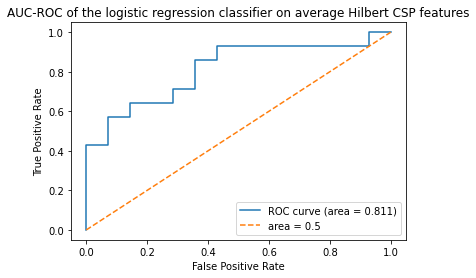 AUC-ROC of the logistic regression classifier on average Hilbert CSP features
1.0
0.8
0.6
0.4
0.2
0.0
True Positive Rate
ROC curve (area = 0.811)
area = 0.5
0.0 0.2 0.4 0.6 0.8 1.0
False Positive Rate